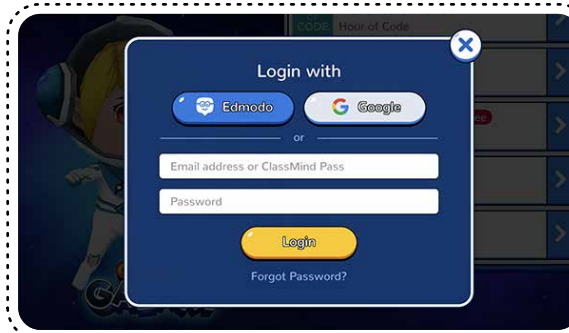 CODE Hour of Code
Login with
Edmodo
Google
or
Email address or ClassMind Pass
Password
Login
Forgot Password?